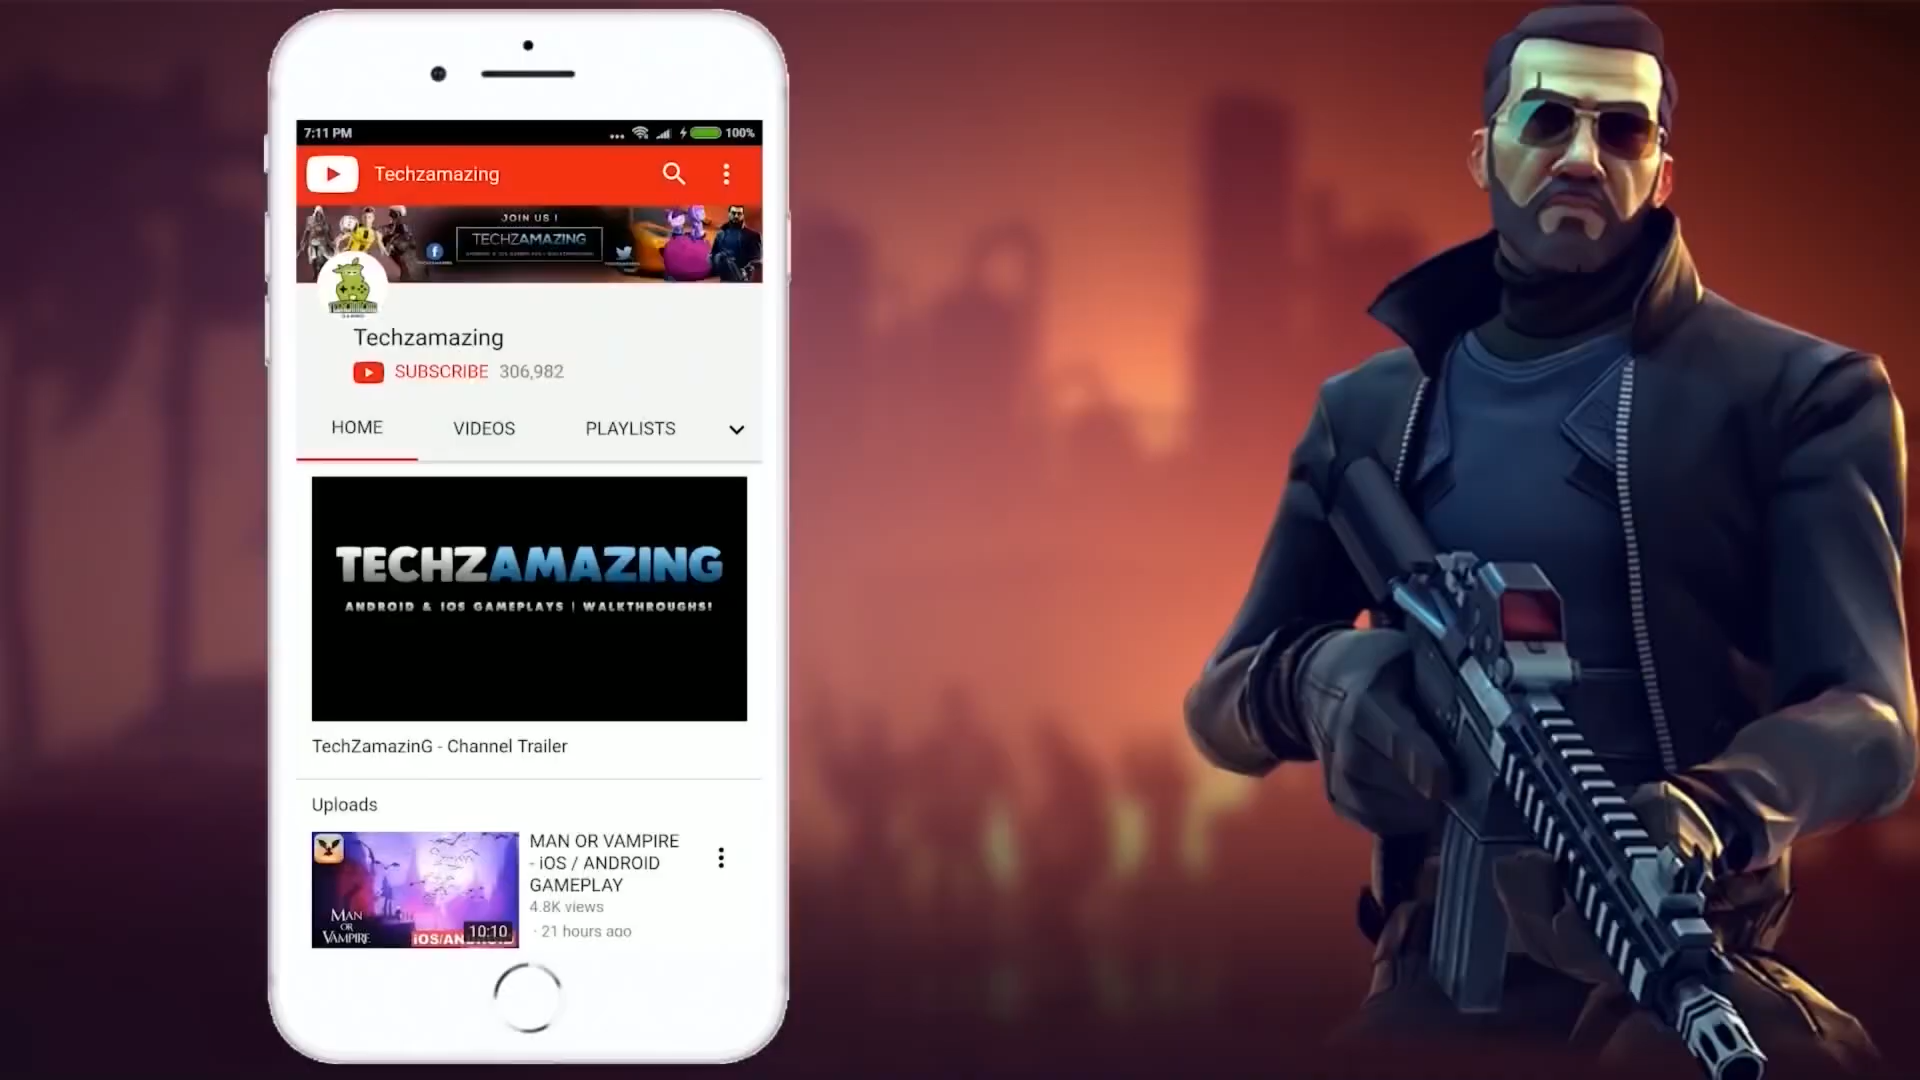 7:11 PM
100%
Techzamazing
JOIN US !
TECHZAMAZING
Techzamazing
SUBSCRIBE 306,982
HOME
VIDEOS
PLAYLISTS
TECHZAMAZING
ANDROID & IOS GAMEPLAYS | WALKTHROUGHS!
TechZamazinG - Channel Trailer
Uploads
MAN OR VAMPIRE
- iOS / ANDROID
GAMEPLAY
4.8K views
· 21 hours ago
MAN
OR
VAMPIRE
10:10